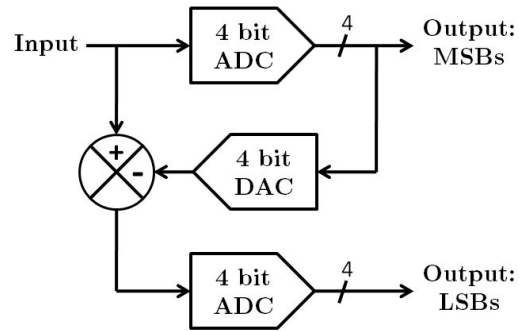 Input
4 bit
ADC
4
Output:
MSBs
+
-
4 bit
DAC
4 bit
ADC
4
Output:
LSBs